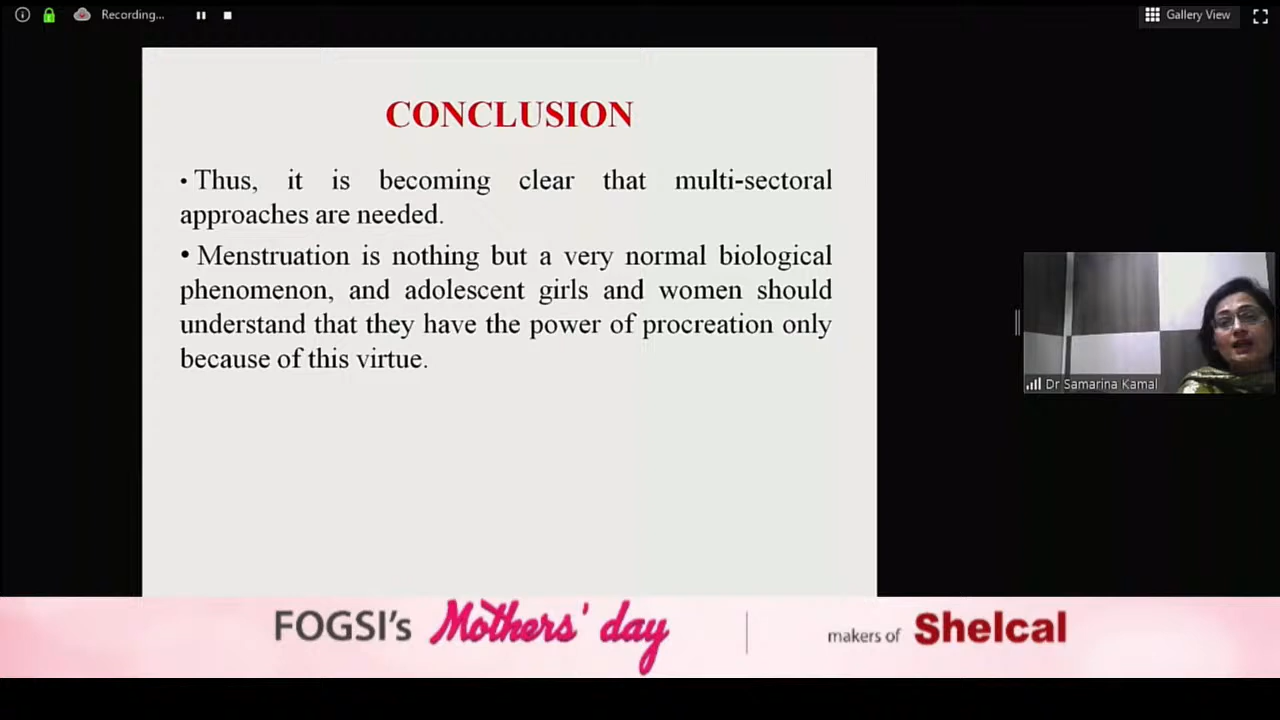 Recording...
Gallery View
CONCLUSION
• Thus, it is becoming clear that multi-sectoral
approaches are needed.
• Menstruation is nothing but a very normal biological
phenomenon, and adolescent girls and women should
understand that they have the power of procreation only
because of this virtue.
Dr Samarina Kamal
FOGSI's Mothers' day
makers of Shelcal